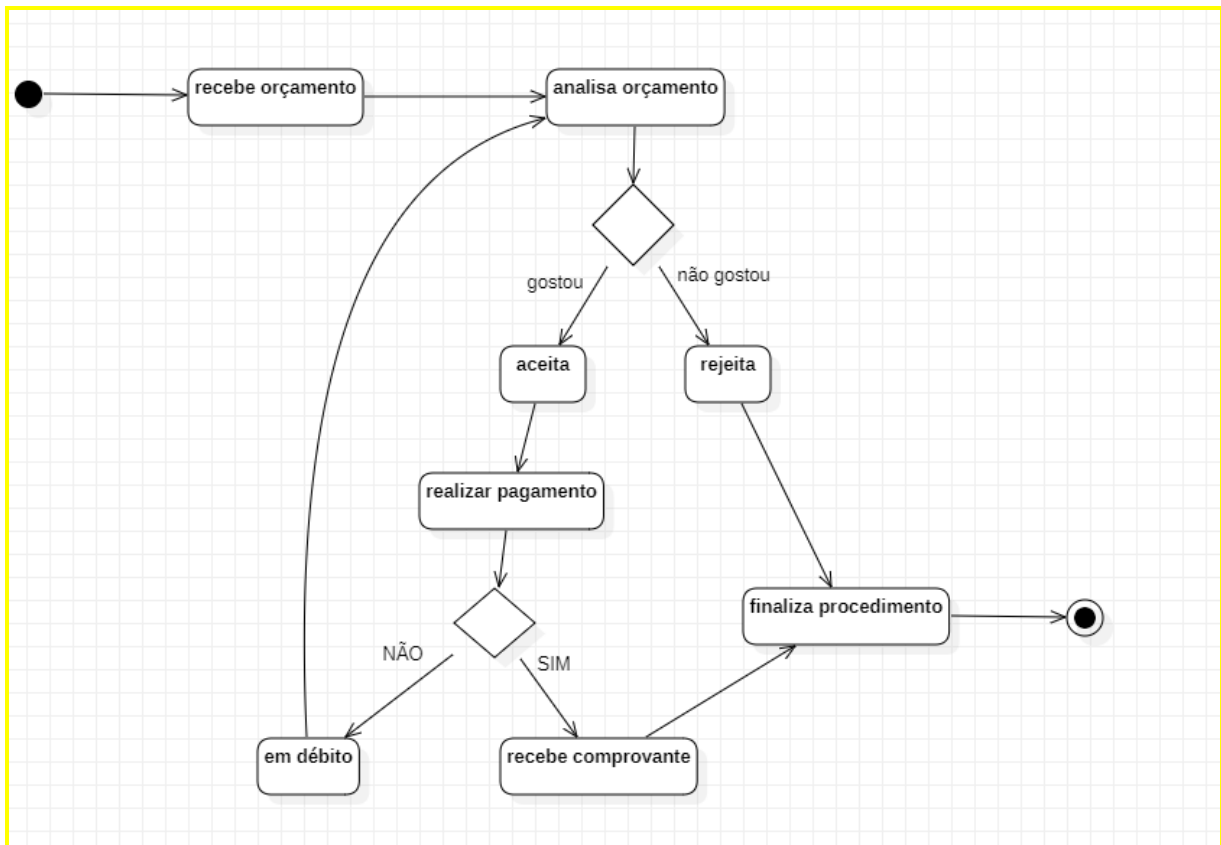 recebe orçamento
analisa orçamento
gostou
não gostou
aceita
rejeita
realizar pagamento
finaliza procedimento
NÃO
SIM
em débito
recebe comprovante